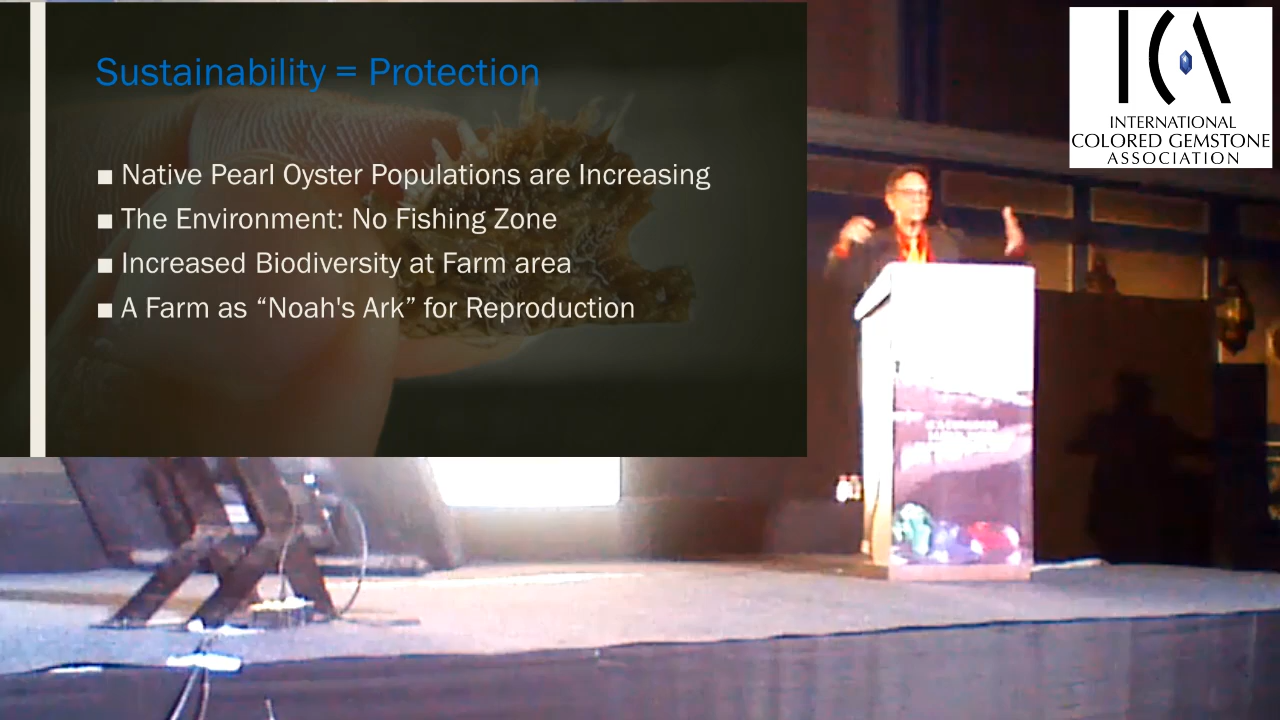 Sustainability = Protection
■ Native Pearl Oyster Populations are Increasing
■ The Environment: No Fishing Zone
■ Increased Biodiversity at Farm area
■ A Farm as “Noah's Ark” for Reproduction
ICA
INTERNATIONAL
COLORED GEMSTONE
ASSOCIATION